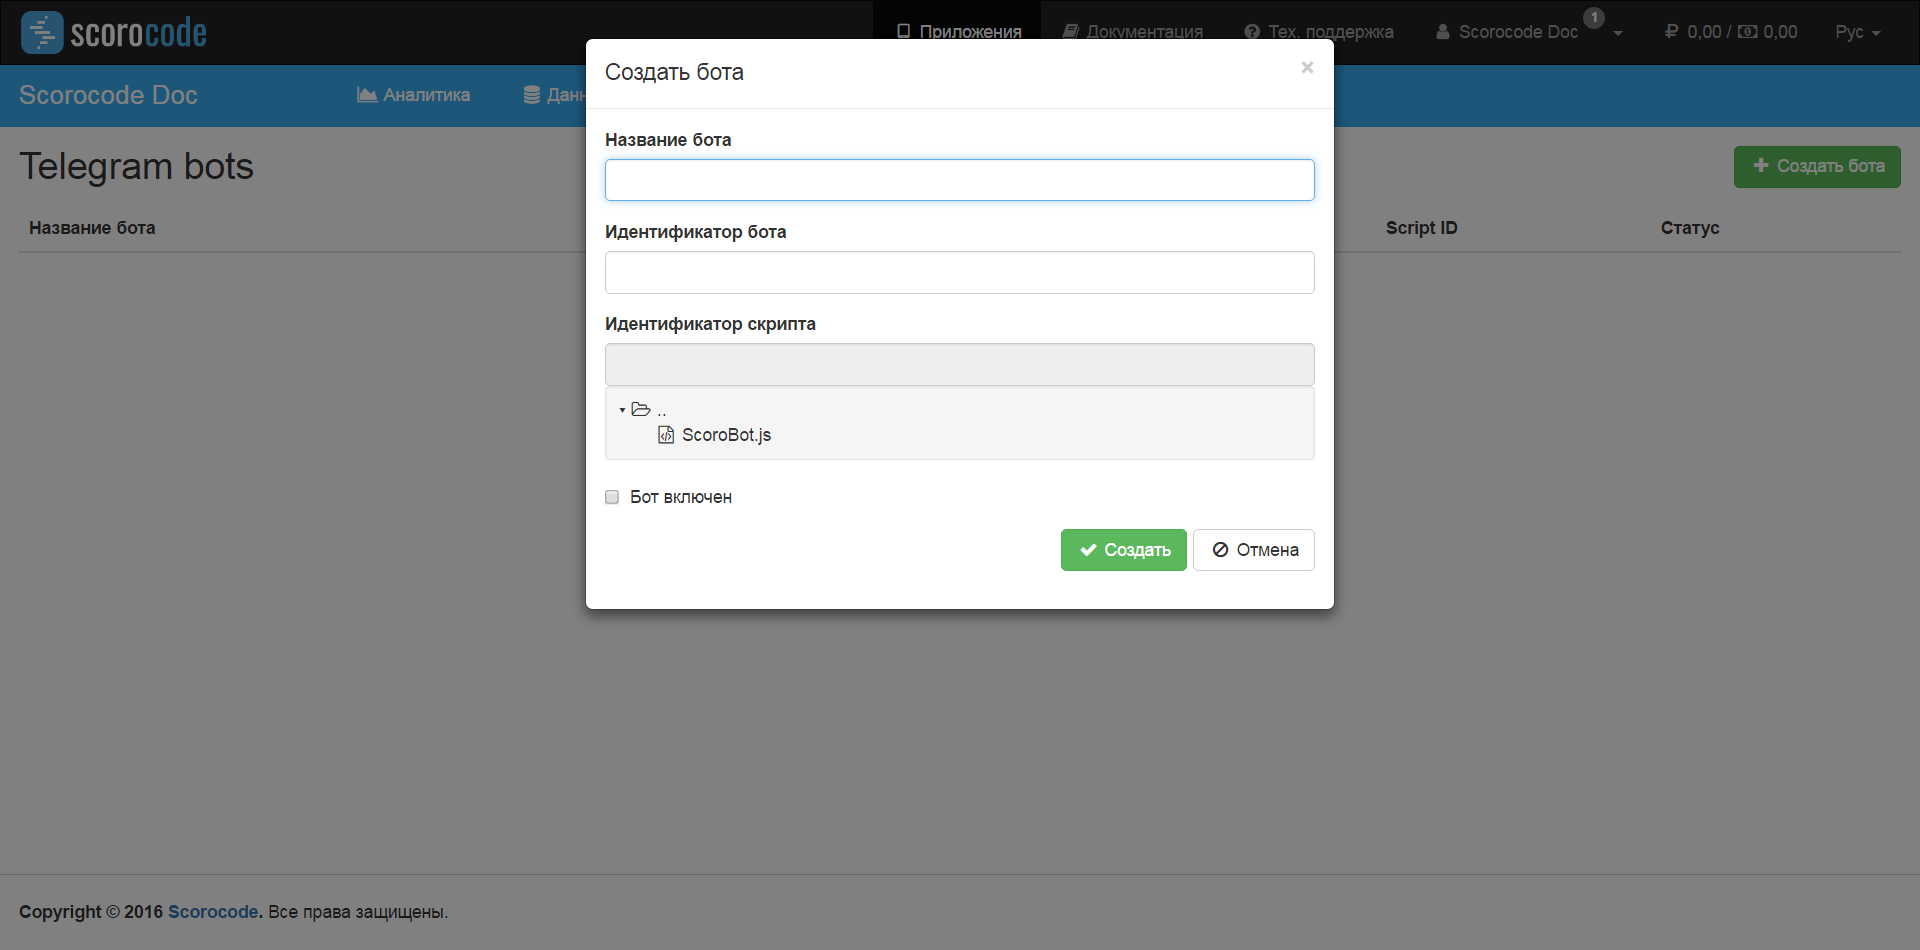 scorocode
Приложения
Документация
Тех. поддержка
Scorocode Doc
1
0,00 / 0,00
Рус
Scorocode Doc
Аналитика
Создать бота
×
Telegram bots
Создать бота
Название бота
Script ID
Статус
Название бота
Идентификатор бота
Идентификатор скрипта
..
ScoroBot.js
Бот включен
Создать
Отмена
Copyright © 2016 Scorocode. Все права защищены.